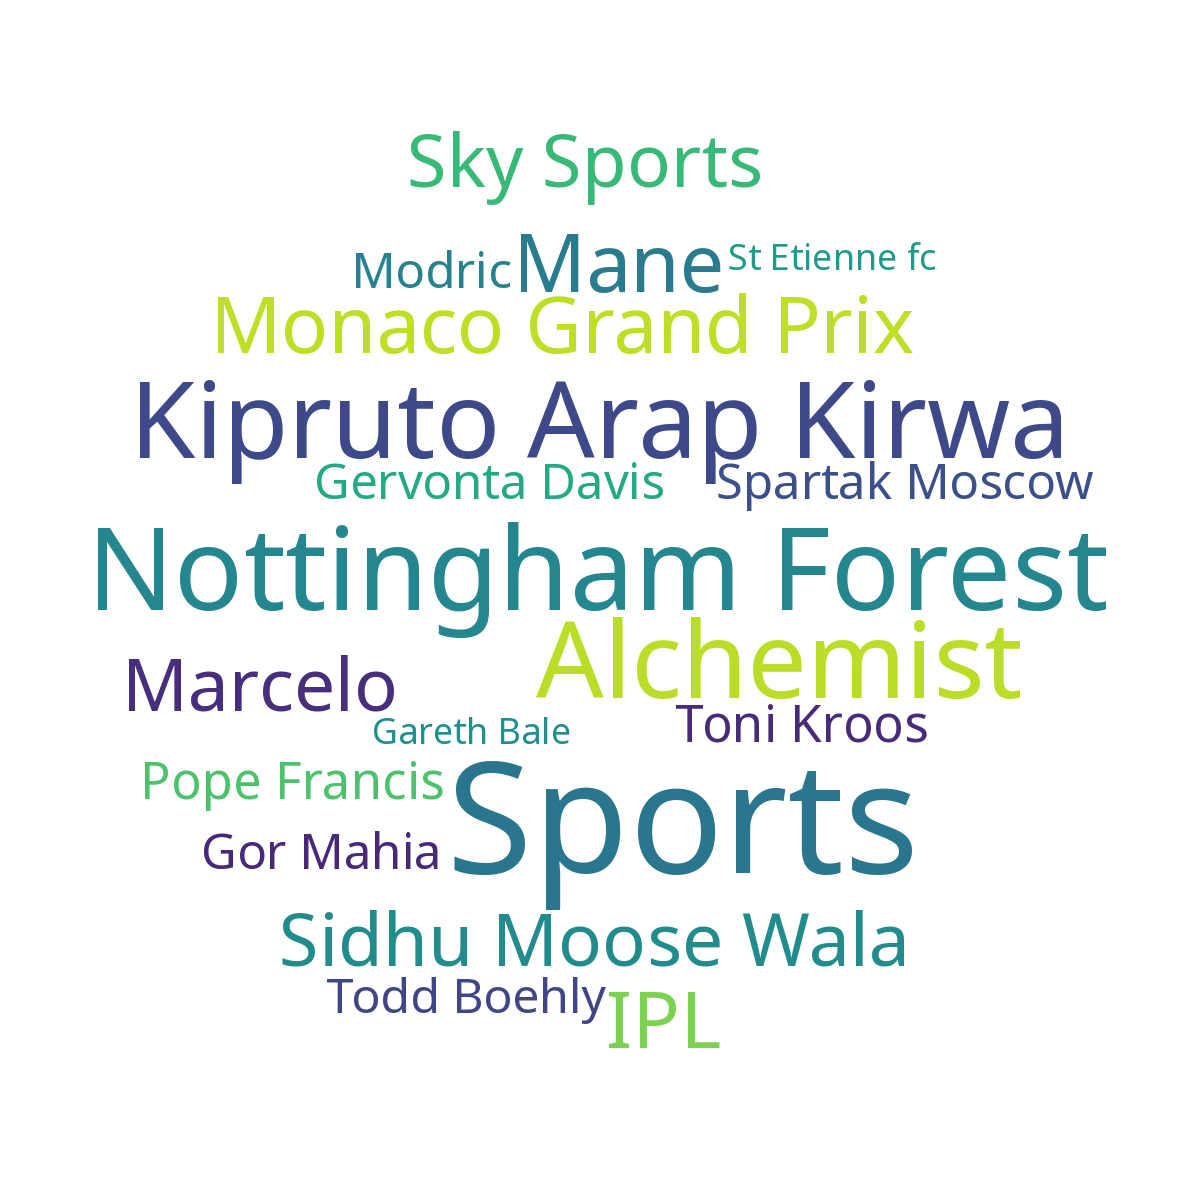 Sky Sports
Modric
Mane
St Etienne fc
Monaco Grand Prix
Kipruto Arap Kirwa
Gervonta Davis
Spartak Moscow
Nottingham Forest
Alchemist
Marcelo
Toni Kroos
Gareth Bale
Pope Francis
Sports
Gor Mahia
Sidhu Moose Wala
Todd Boehly
IPL